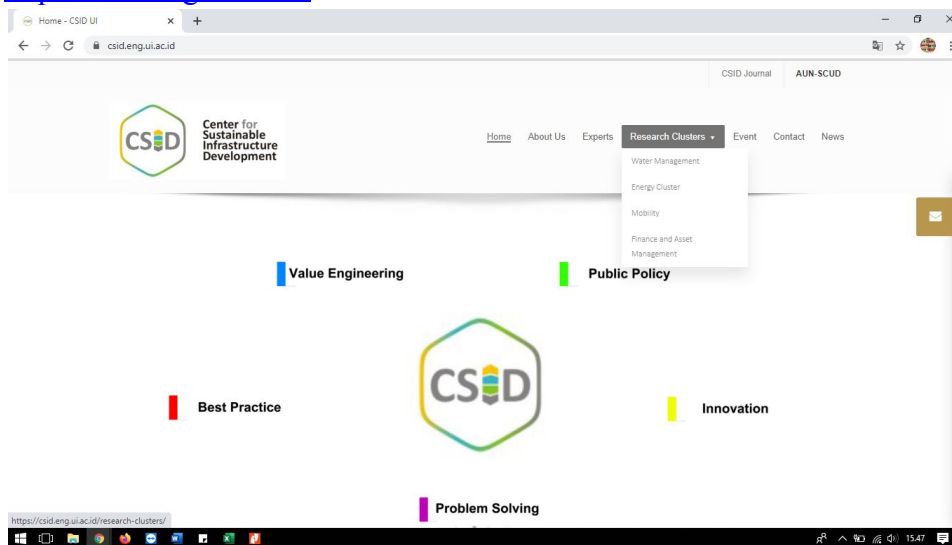 Home - CSID UI
csid.eng.ui.ac.id
CSID Journal AUN-SCUD
CSID
Center for
Sustainable
Infrastructure
Development
Home About Us Experts Research Clusters Event Contact News
Water Management
Energy Cluster
Mobility
Finance and Asset
Management
Value Engineering
Public Policy
CSID
Best Practice
Innovation
Problem Solving
https://csid.eng.ui.ac.id/research-clusters/
15.47